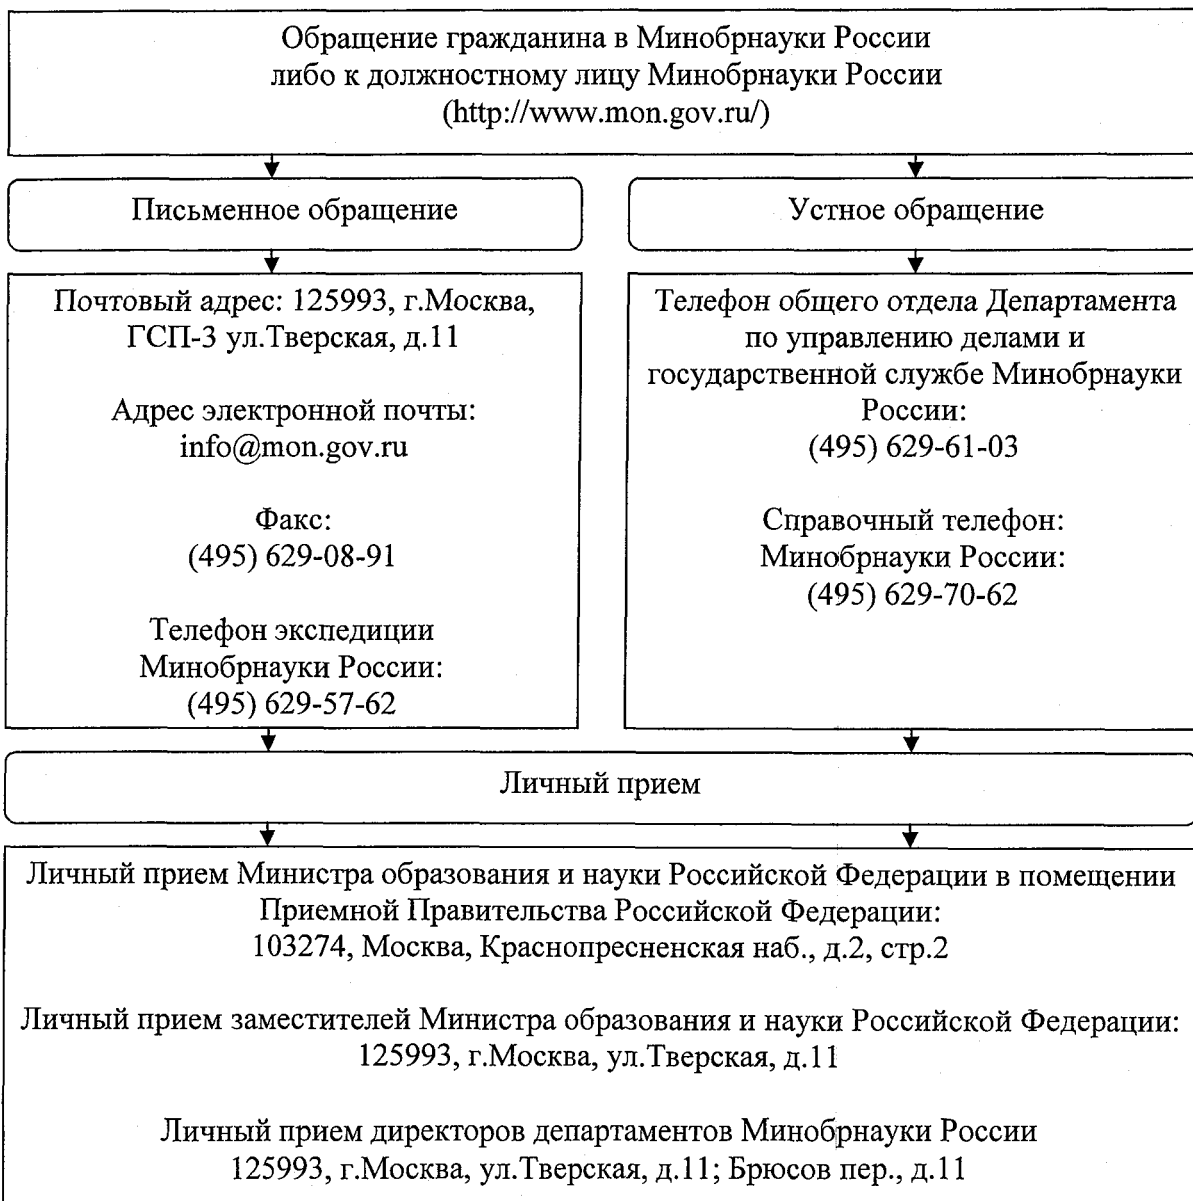 Обращение гражданина в Минобрнауки России
либо к должностному лицу Минобрнауки России
(http://www.mon.gov.ru/)
Письменное обращение
Устное обращение
Почтовый адрес: 125993, г.Москва,
ГСП-3 ул.Тверская, д.11
Адрес электронной почты:
info@mon.gov.ru
Факс:
(495) 629-08-91
Телефон экспедиции
Минобрнауки России:
(495) 629-57-62
Телефон общего отдела Департамента
по управлению делами и
государственной службе Минобрнауки
России:
(495) 629-61-03
Справочный телефон:
Минобрнауки России:
(495) 629-70-62
Личный прием
Личный прием Министра образования и науки Российской Федерации в помещении
Приемной Правительства Российской Федерации:
103274, Москва, Краснопресненская наб., д.2, стр.2
Личный прием заместителей Министра образования и науки Российской Федерации:
125993, г.Москва, ул.Тверская, д.11
Личный прием директоров департаментов Минобрнауки России
125993, г.Москва, ул.Тверская, д.11; Брюсов пер., д.11